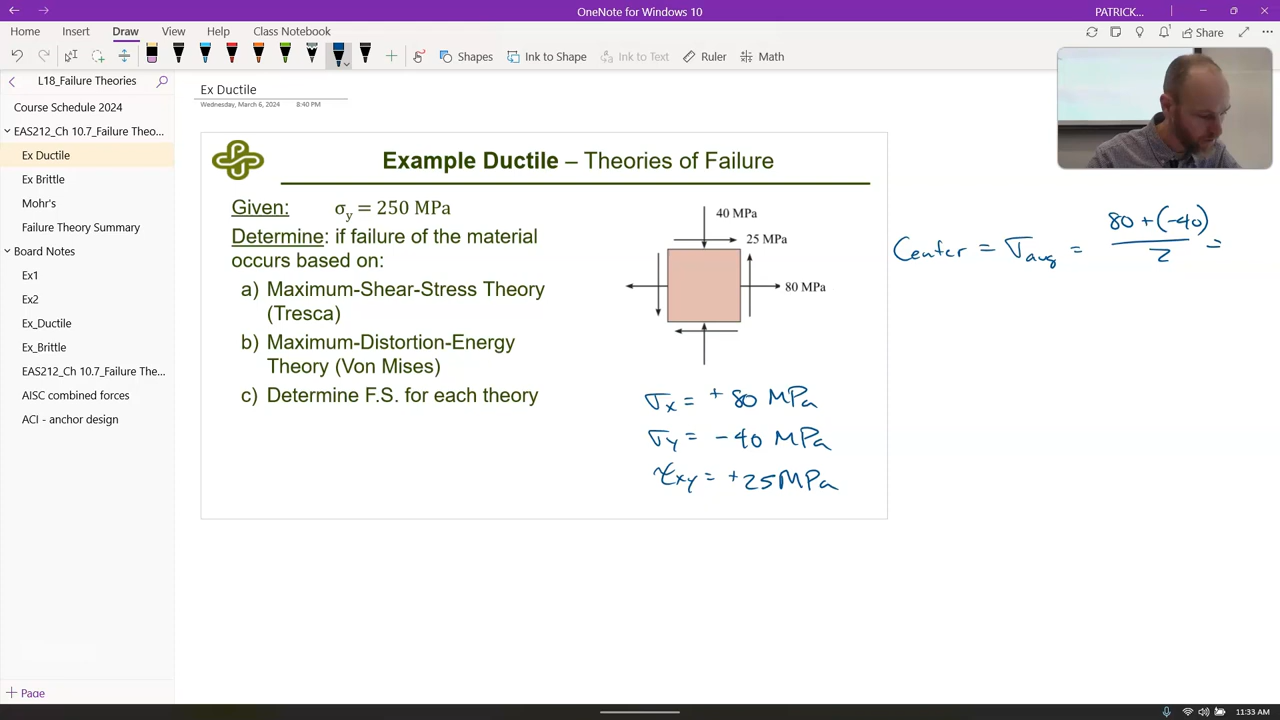 OneNote for Windows 10
PATRICK...
Home Insert Draw View Help Class Notebook
Share
Shapes Ink to Shape Ink to Text Ruler Math
L18_Failure Theories
Course Schedule 2024
EAS212_Ch 10.7_Failure Theo...
Ex Ductile
Ex Brittle
Mohr's
Failure Theory Summary
Board Notes
Ex1
Ex2
Ex_Ductile
Ex_Brittle
EAS212_Ch 10.7_Failure The...
AISC combined forces
ACI - anchor design
Page
Ex Ductile
Wednesday, March 6, 2024 8:40 PM
Example Ductile – Theories of Failure
Given: σy = 250 MPa
Determine: if failure of the material
occurs based on:
a) Maximum-Shear-Stress Theory
(Tresca)
b) Maximum-Distortion-Energy
Theory (Von Mises)
c) Determine F.S. for each theory
40 MPa
25 MPa
80 MPa
σx = +80 MPa
σy = -40 MPa
τxy = +25 MPa
Center = σavg = 80 + (-40) / 2 =
11:33 AM